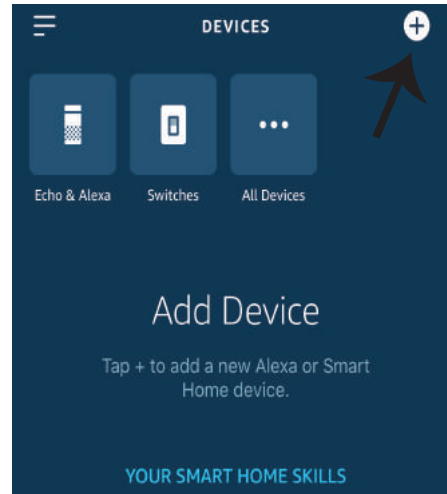 DEVICES
Echo & Alexa
Switches
All Devices
Add Device
Tap + to add a new Alexa or Smart
Home device.
YOUR SMART HOME SKILLS